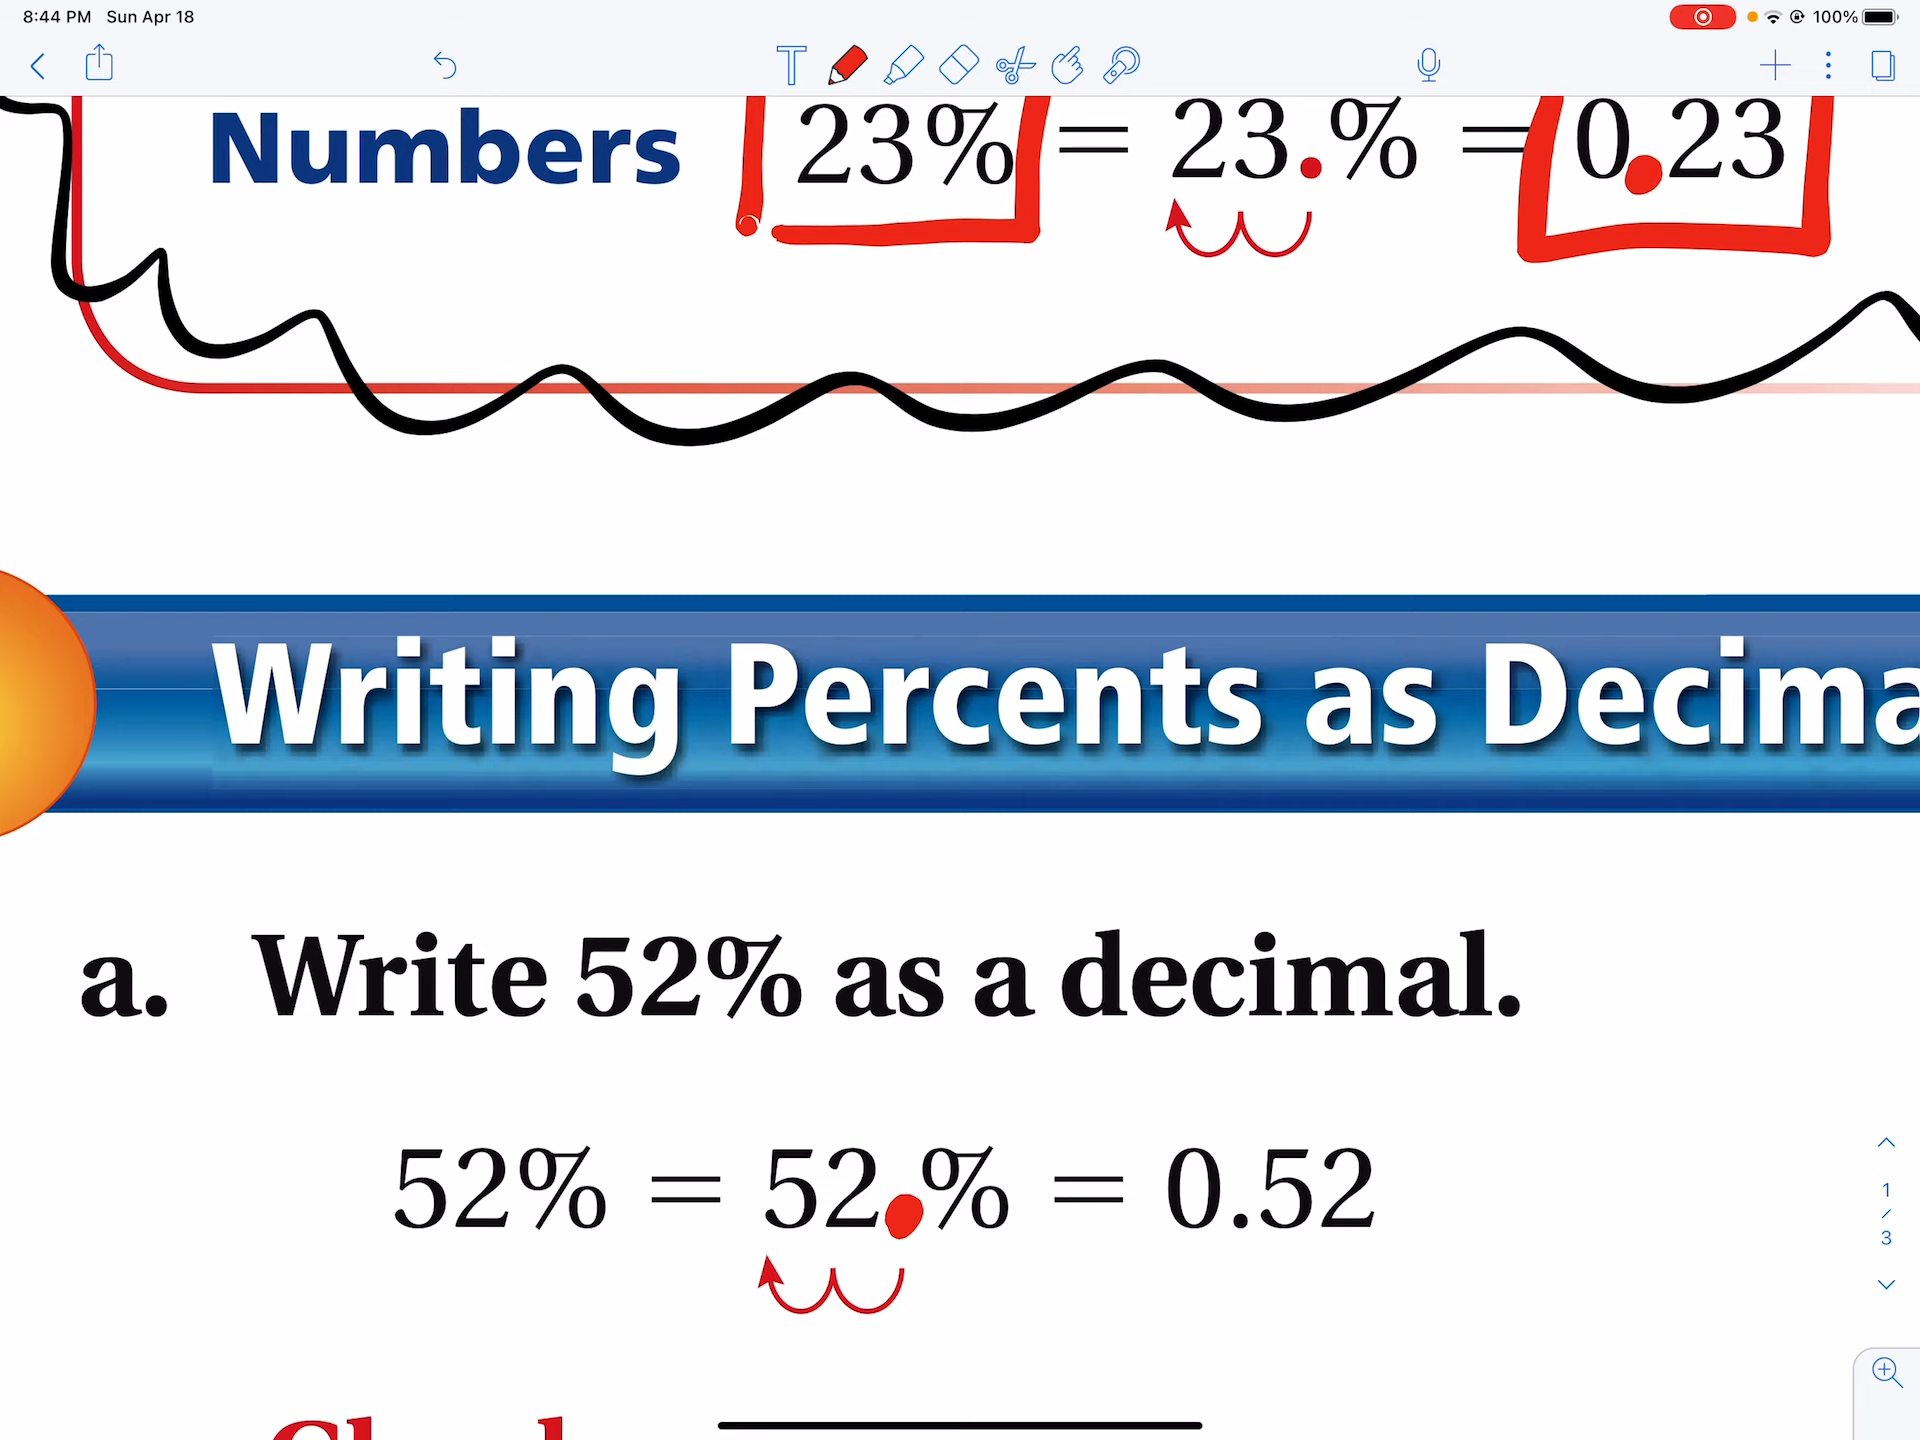 8:44 PM Sun Apr 18 100%
Numbers 23% = 23.% = 0.23
Writing Percents as Decima
a. Write 52% as a decimal.
52% = 52.% = 0.52
1
/
3